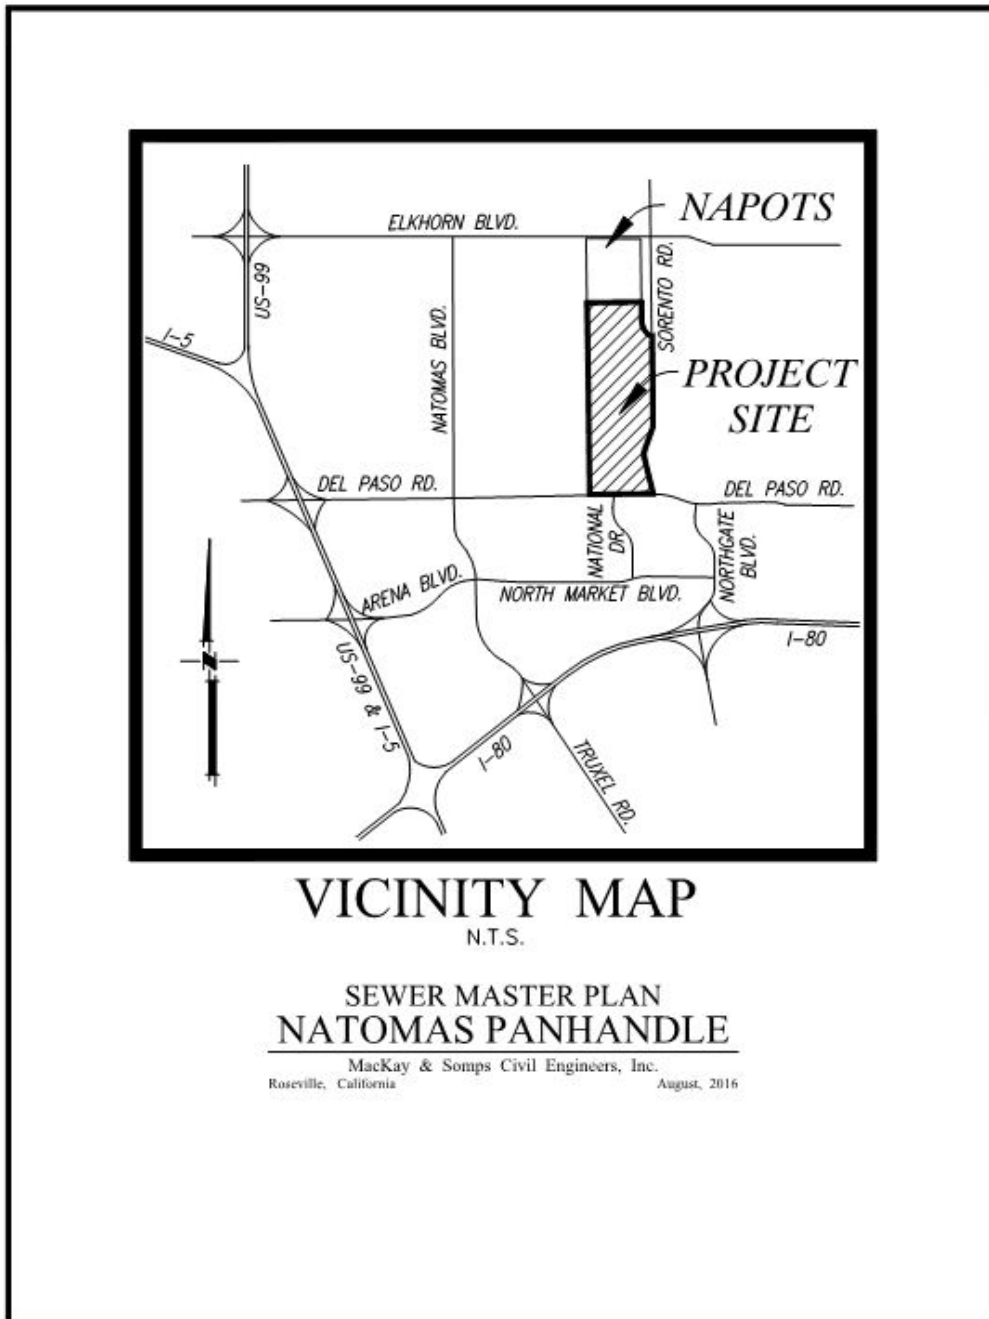 NAPOTS
ELKHORN BLVD.
US-99
SORENTO RD.
I-5
NATOMAS BLVD.
PROJECT
SITE
DEL PASO RD.
DEL PASO RD.
NATIONAL
DR.
NORTHGATE
BLVD.
ARENA BLVD.
NORTH MARKET BLVD.
I-80
US-99 & I-5
I-80
TRUXEL RD.
N
VICINITY MAP
N.T.S.
SEWER MASTER PLAN
NATOMAS PANHANDLE
MacKay & Somps Civil Engineers, Inc.
Roseville, California August, 2016